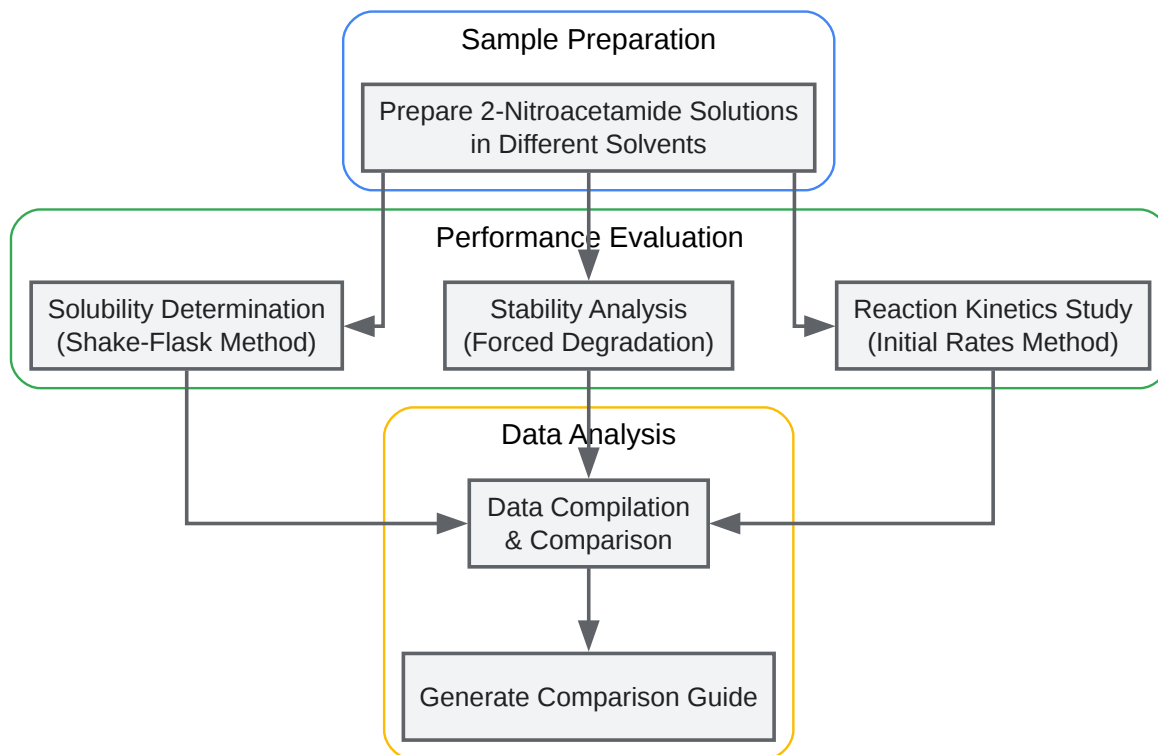 Sample Preparation
Prepare 2-Nitroacetamide Solutions
in Different Solvents
Performance Evaluation
Solubility Determination
(Shake-Flask Method)
Stability Analysis
(Forced Degradation)
Reaction Kinetics Study
(Initial Rates Method)
Data Analysis
Data Compilation
& Comparison
Generate Comparison Guide